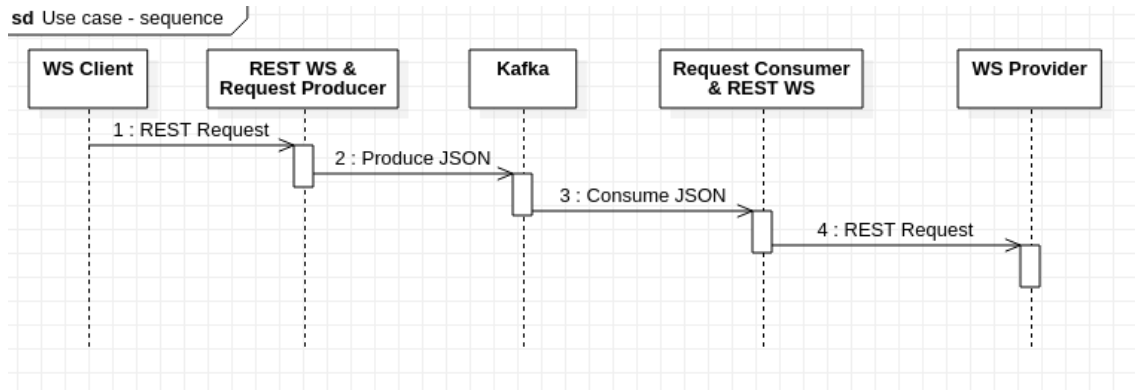 sd Use case - sequence
WS Client
REST WS &
Request Producer
Kafka
Request Consumer
& REST WS
WS Provider
1 : REST Request
2 : Produce JSON
3 : Consume JSON
4 : REST Request